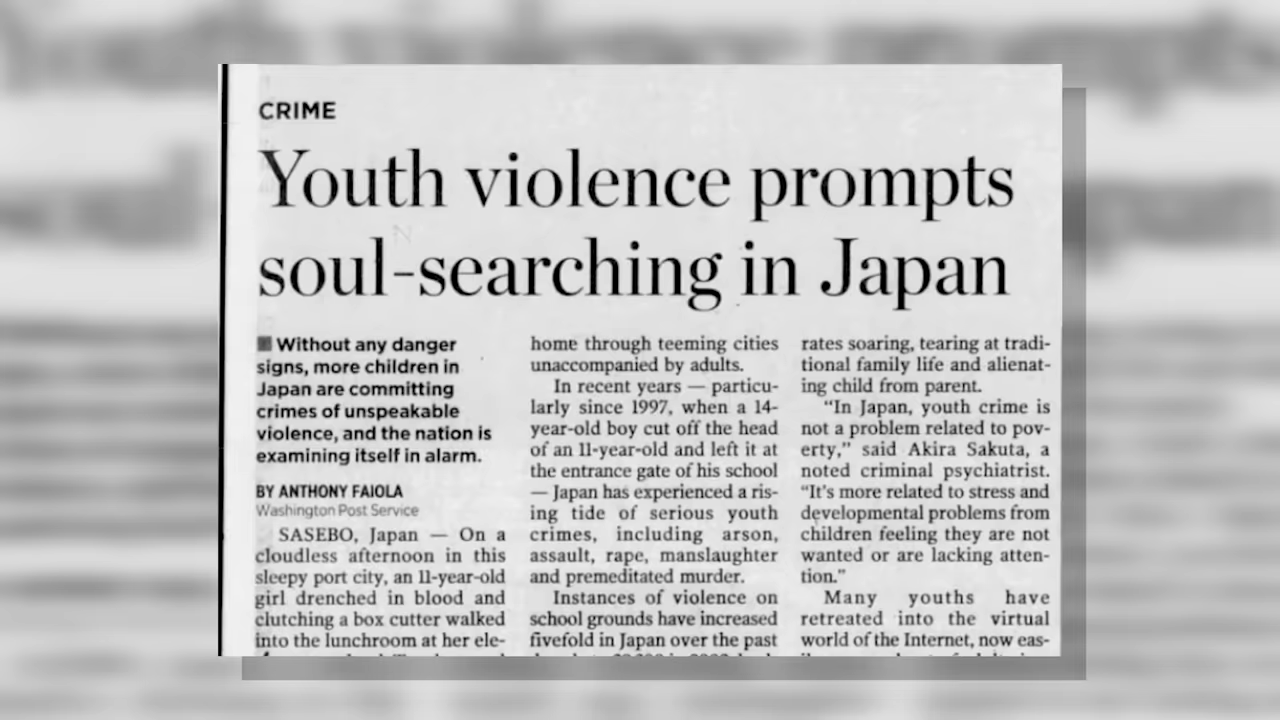 CRIME
Youth violence prompts
soul-searching in Japan
Without any danger
signs, more children in
Japan are committing
crimes of unspeakable
violence, and the nation is
examining itself in alarm.
BY ANTHONY FAIOLA
Washington Post Service
SASEBO, Japan — On a
cloudless afternoon in this
sleepy port city, an 11-year-old
girl drenched in blood and
clutching a box cutter walked
into the lunchroom at her ele-
home through teeming cities
unaccompanied by adults.
In recent years — particu-
larly since 1997, when a 14-
year-old boy cut off the head
of an 11-year-old and left it at
the entrance gate of his school
— Japan has experienced a ris-
ing tide of serious youth
crimes, including arson,
assault, rape, manslaughter
and premeditated murder.
Instances of violence on
school grounds have increased
fivefold in Japan over the past
rates soaring, tearing at tradi-
tional family life and alienat-
ing child from parent.
“In Japan, youth crime is
not a problem related to pov-
erty,” said Akira Sakuta, a
noted criminal psychiatrist.
“It’s more related to stress and
developmental problems from
children feeling they are not
wanted or are lacking atten-
tion.”
Many youths have
retreated into the virtual
world of the Internet, now eas-